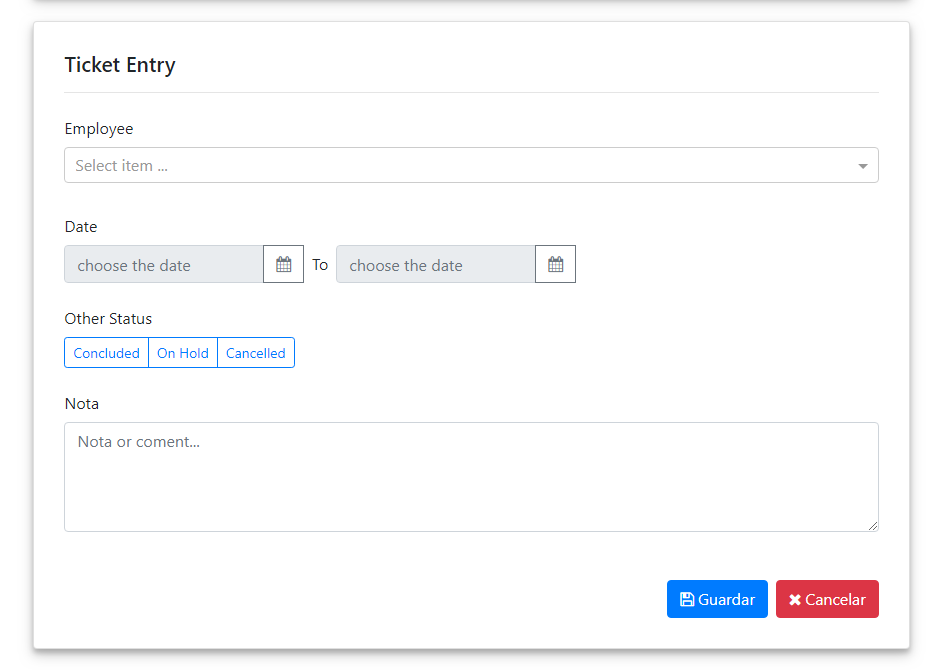 Ticket Entry
Employee
Select item ...
Date
choose the date To choose the date
Other Status
Concluded On Hold Cancelled
Nota
Nota or coment...
Guardar Cancelar